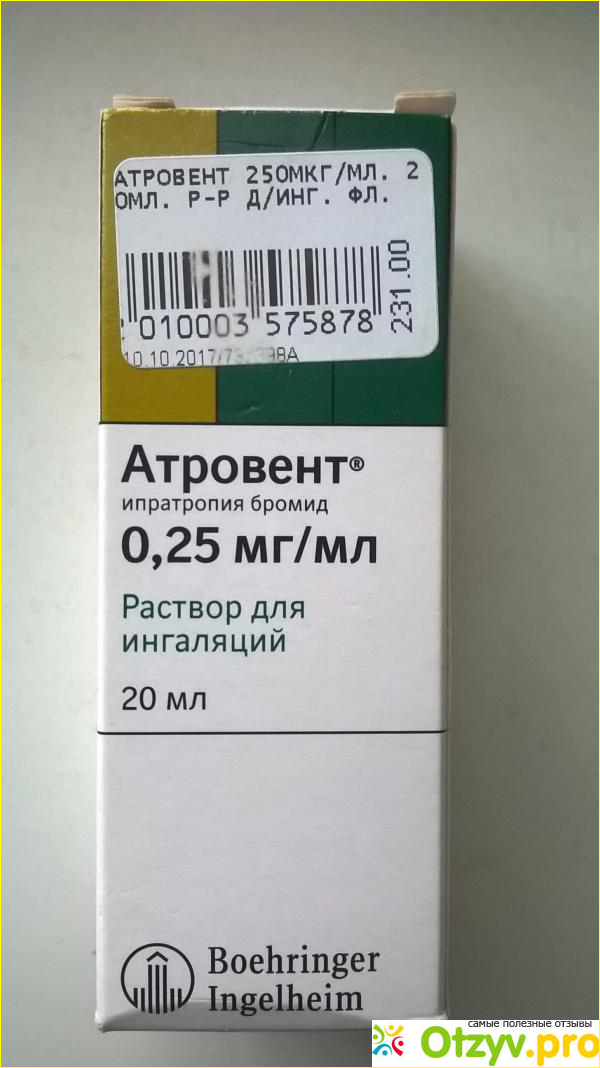 АТРОВЕНТ 250МКГ/МЛ. 2
0МЛ. Р-Р Д/ИНГ. ФЛ.
231.00
010003 575878
10.10.2017/
Атровент®
ипратропия бромид
0,25 мг/мл
Раствор для
ингаляций
20 мл
Boehringer
Ingelheim
самые полезные отзывы
Otzyv.pro